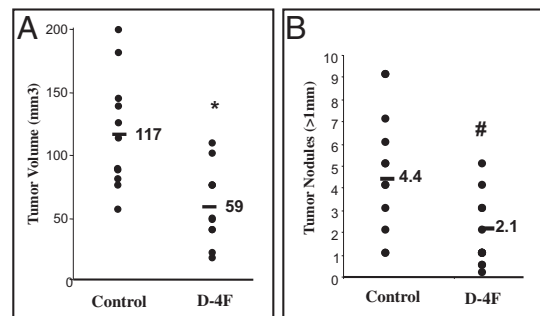 A
Tumor Volume (mm3)
200
150
100
50
0
117
*
59
Control
D-4F
B
Tumor Nodules (>1mm)
10
9
8
7
6
5
4
3
2
1
0
4.4
#
2.1
Control
D-4F